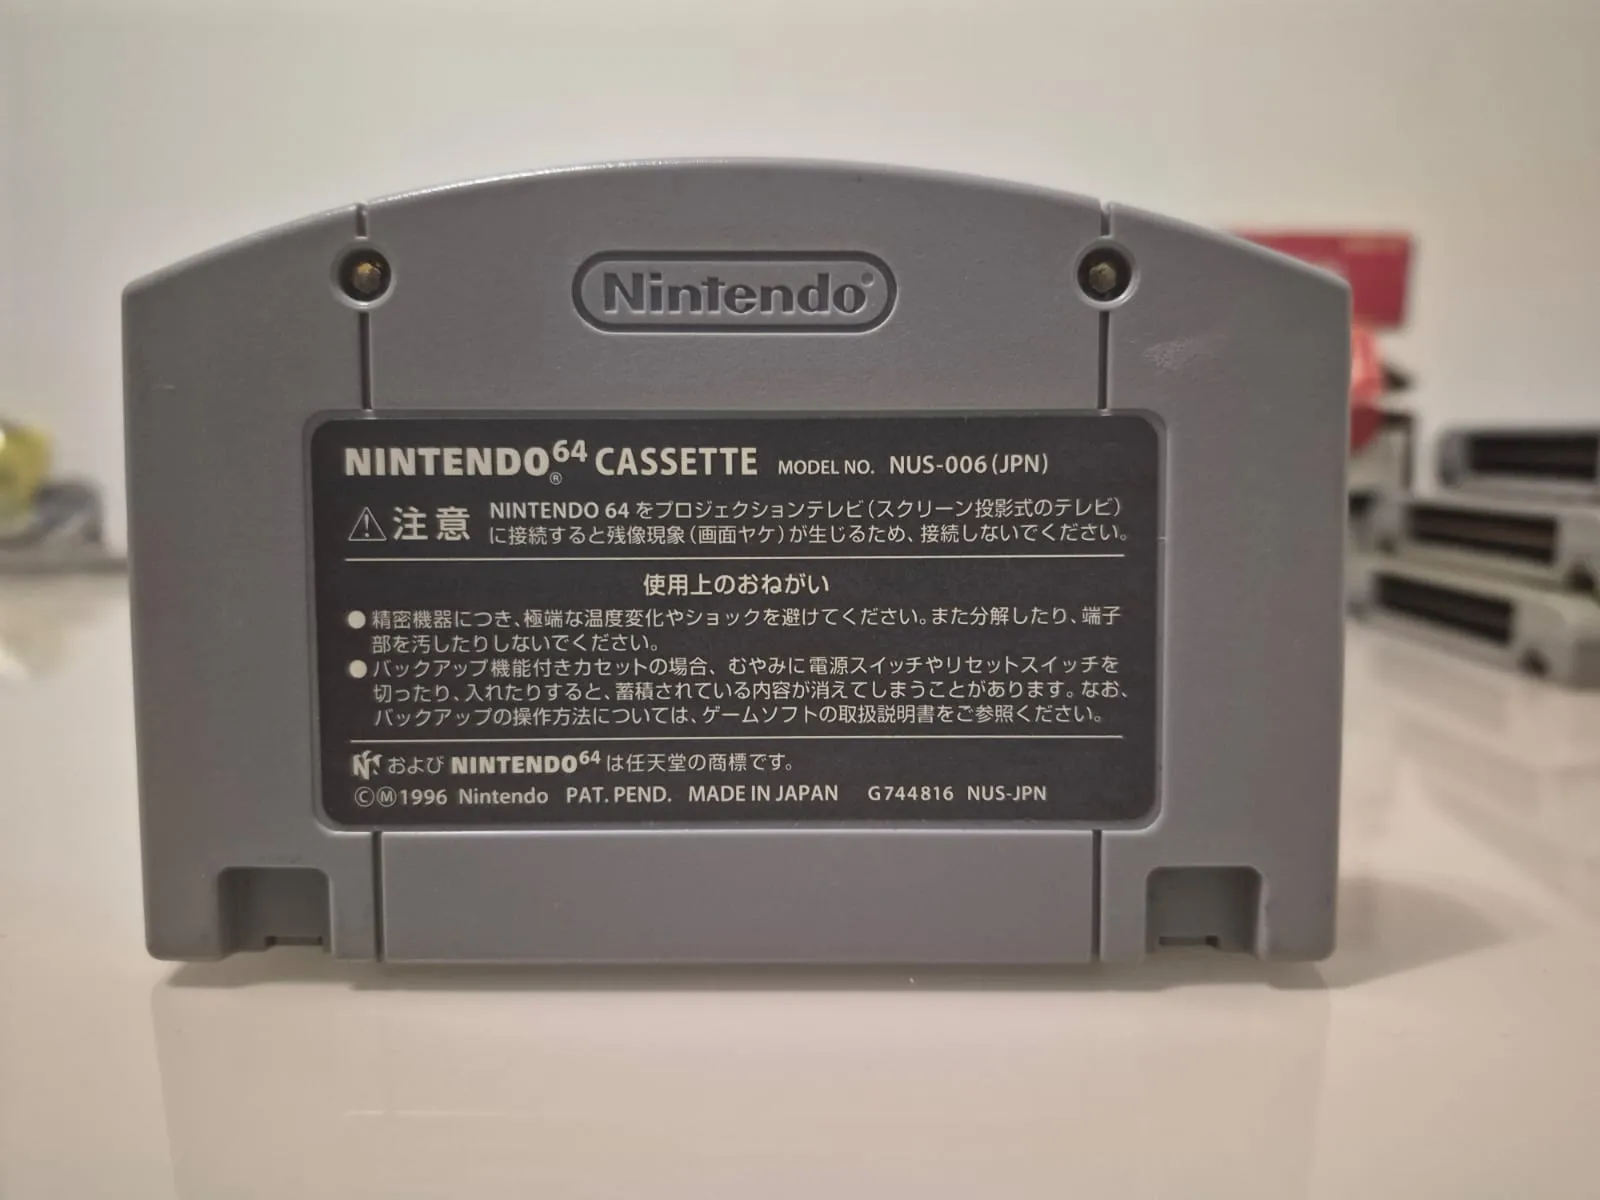 Nintendo®
NINTENDO64® CASSETTE MODEL NO. NUS-006(JPN)
⚠注意 NINTENDO 64をプロジェクションテレビ(スクリーン投影式のテレビ)
に接続すると残像現象(画面ヤケ)が生じるため、接続しないでください。
使用上のおねがい
●精密機器につき、極端な温度変化やショックを避けてください。また分解したり、端子
部を汚したりしないでください。
●バックアップ機能付きカセットの場合、むやみに電源スイッチやリセットスイッチを
切ったり、入れたりすると、蓄積されている内容が消えてしまうことがあります。なお、
バックアップの操作方法については、ゲームソフトの取扱説明書をご参照ください。
および NINTENDO64は任天堂の商標です。
ⒸⓂ1996 Nintendo PAT. PEND. MADE IN JAPAN G744816 NUS-JPN